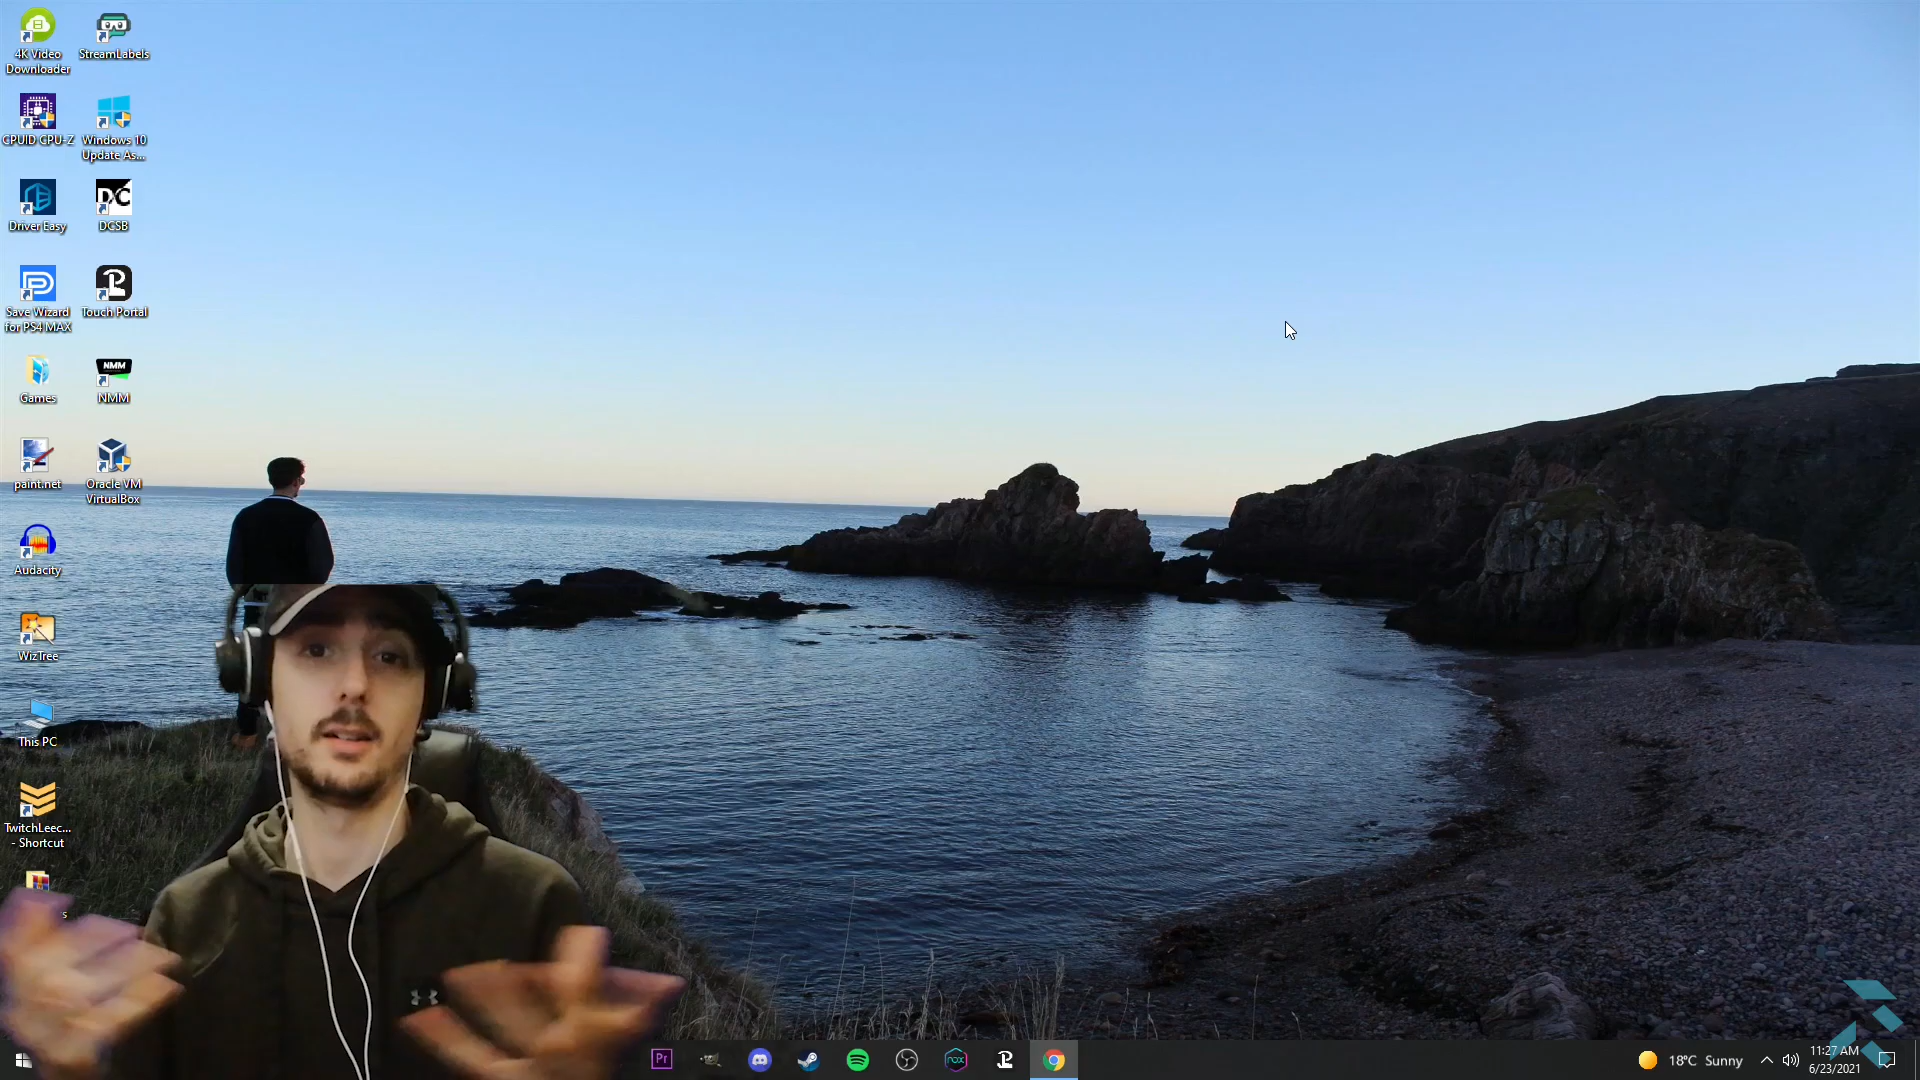 4K Video
Downloader
StreamLabels
CPUID CPU-Z
Windows 10
Update As...
Driver Easy
DCSB
Save Wizard
for PS4 MAX
Touch Portal
Games
NMM
NMM
paint.net
Oracle VM
VirtualBox
Audacity
WizTree
This PC
TwitchLeec...
- Shortcut
Pr
nox
18°C Sunny
11:27 AM
6/23/2021